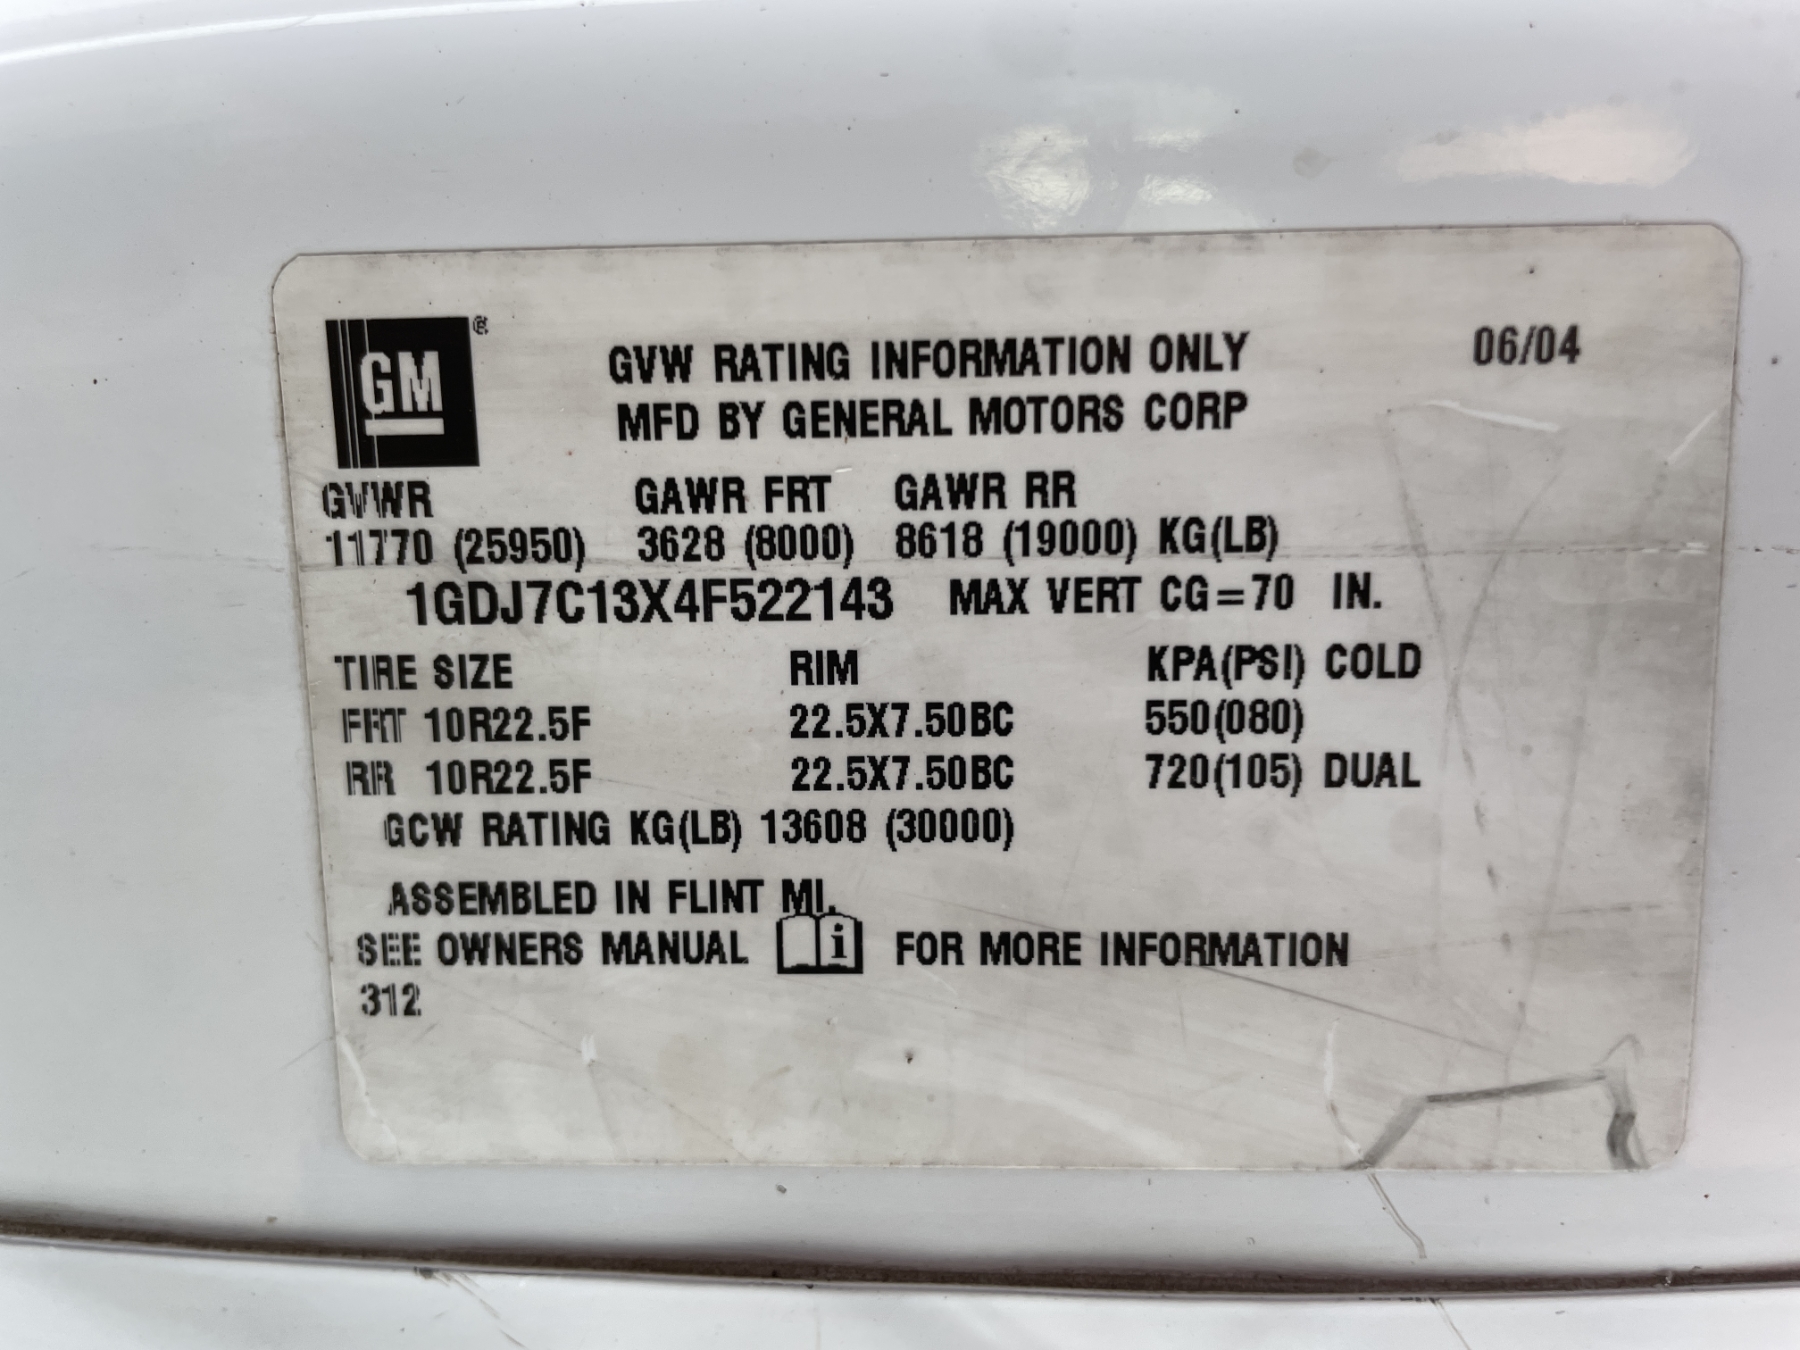 GM®
GVW RATING INFORMATION ONLY 06/04
MFD BY GENERAL MOTORS CORP
GVWR GAWR FRT GAWR RR
11770 (25950) 3628 (8000) 8618 (19000) KG(LB)
1GDJ7C13X4F522143 MAX VERT CG=70 IN.
TIRE SIZE RIM KPA(PSI) COLD
FRT 10R22.5F 22.5X7.50BC 550(080)
RR 10R22.5F 22.5X7.50BC 720(105) DUAL
GCW RATING KG(LB) 13608 (30000)
ASSEMBLED IN FLINT MI.
SEE OWNERS MANUAL i FOR MORE INFORMATION
312